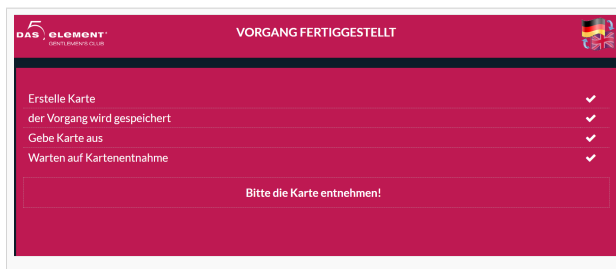 5
DAS element
GENTLEMEN'S CLUB
VORGANG FERTIGGESTELLT
Erstelle Karte
der Vorgang wird gespeichert
Gebe Karte aus
Warten auf Kartenentnahme
Bitte die Karte entnehmen!